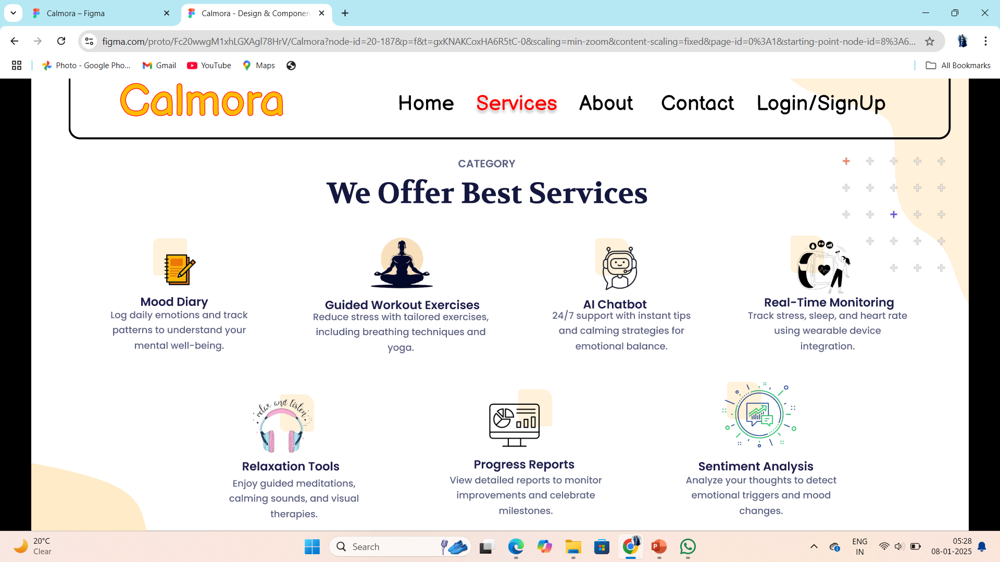 Calmora – Figma
Calmora - Design & Componen
figma.com/proto/Fc20wwgM1xhLGXAgl78HrV/Calmora?node-id=20-187&p=f&t=gxKNAKCoxHA6R5tC-0&scaling=min-zoom&content-scaling=fixed&page-id=0%3A1&starting-point-node-id=8%3A6...
Photo - Google Pho...
Gmail
YouTube
Maps
All Bookmarks
Calmora
Home Services About Contact Login/SignUp
CATEGORY
We Offer Best Services
Mood Diary
Log daily emotions and track
patterns to understand your
mental well-being.
Guided Workout Exercises
Reduce stress with tailored exercises,
including breathing techniques and
yoga.
AI Chatbot
24/7 support with instant tips
and calming strategies for
emotional balance.
Real-Time Monitoring
Track stress, sleep, and heart rate
using wearable device
integration.
relax and listen
Relaxation Tools
Enjoy guided meditations,
calming sounds, and visual
therapies.
Progress Reports
View detailed reports to monitor
improvements and celebrate
milestones.
Sentiment Analysis
Analyze your thoughts to detect
emotional triggers and mood
changes.
20°C
Clear
Search
ENG
IN
05:28
08-01-2025